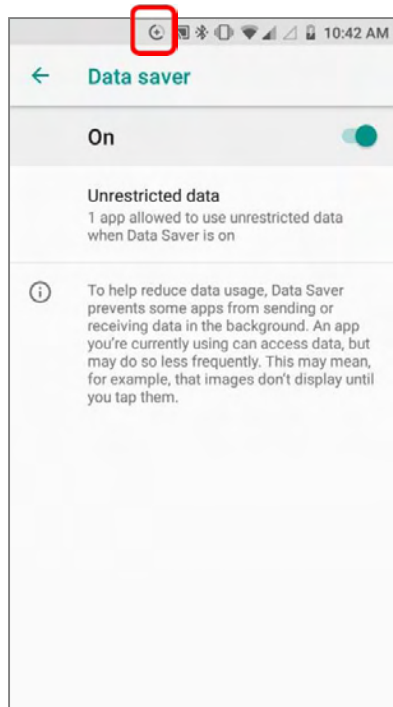 10:42 AM
Data saver
On
Unrestricted data
1 app allowed to use unrestricted data
when Data Saver is on
To help reduce data usage, Data Saver
prevents some apps from sending or
receiving data in the background. An app
you're currently using can access data, but
may do so less frequently. This may mean,
for example, that images don't display until
you tap them.